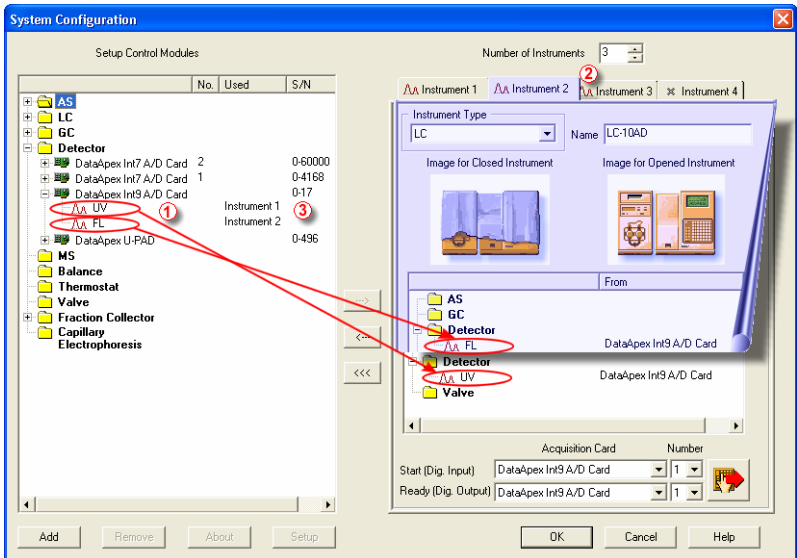 System Configuration
Setup Control Modules
Number of Instruments 3
No. Used S/N
AS
LC
GC
Detector
DataApex Int7 A/D Card 2 0-60000
DataApex Int7 A/D Card 1 0-4168
DataApex Int9 A/D Card 0-17
UV Instrument 1
FL Instrument 2
DataApex U-PAD 0-496
MS
Balance
Thermostat
Valve
Fraction Collector
Capillary
Electrophoresis
1
3
2
Instrument 1 Instrument 2 Instrument 3 Instrument 4
Instrument Type
LC Name LC-10AD
Image for Closed Instrument Image for Opened Instrument
From
AS
GC
Detector
FL DataApex Int9 A/D Card
Detector
UV DataApex Int9 A/D Card
Valve
--->
<---
<<<
Acquisition Card Number
Start (Dig. Input) DataApex Int9 A/D Card 1
Ready (Dig. Output) DataApex Int9 A/D Card 1
Add Remove About Setup OK Cancel Help